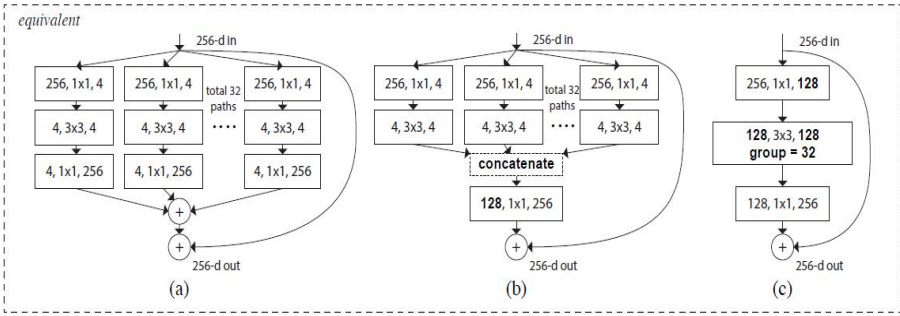 equivalent
256-d in
256, 1x1, 4
256, 1x1, 4
256, 1x1, 4
total 32
paths
....
4, 3x3, 4
4, 3x3, 4
4, 3x3, 4
4, 1x1, 256
4, 1x1, 256
4, 1x1, 256
+
+
256-d out
(a)
256-d in
256, 1x1, 4
256, 1x1, 4
256, 1x1, 4
total 32
paths
....
4, 3x3, 4
4, 3x3, 4
4, 3x3, 4
concatenate
128, 1x1, 256
+
256-d out
(b)
256-d in
256, 1x1, 128
128, 3x3, 128
group = 32
128, 1x1, 256
+
256-d out
(c)